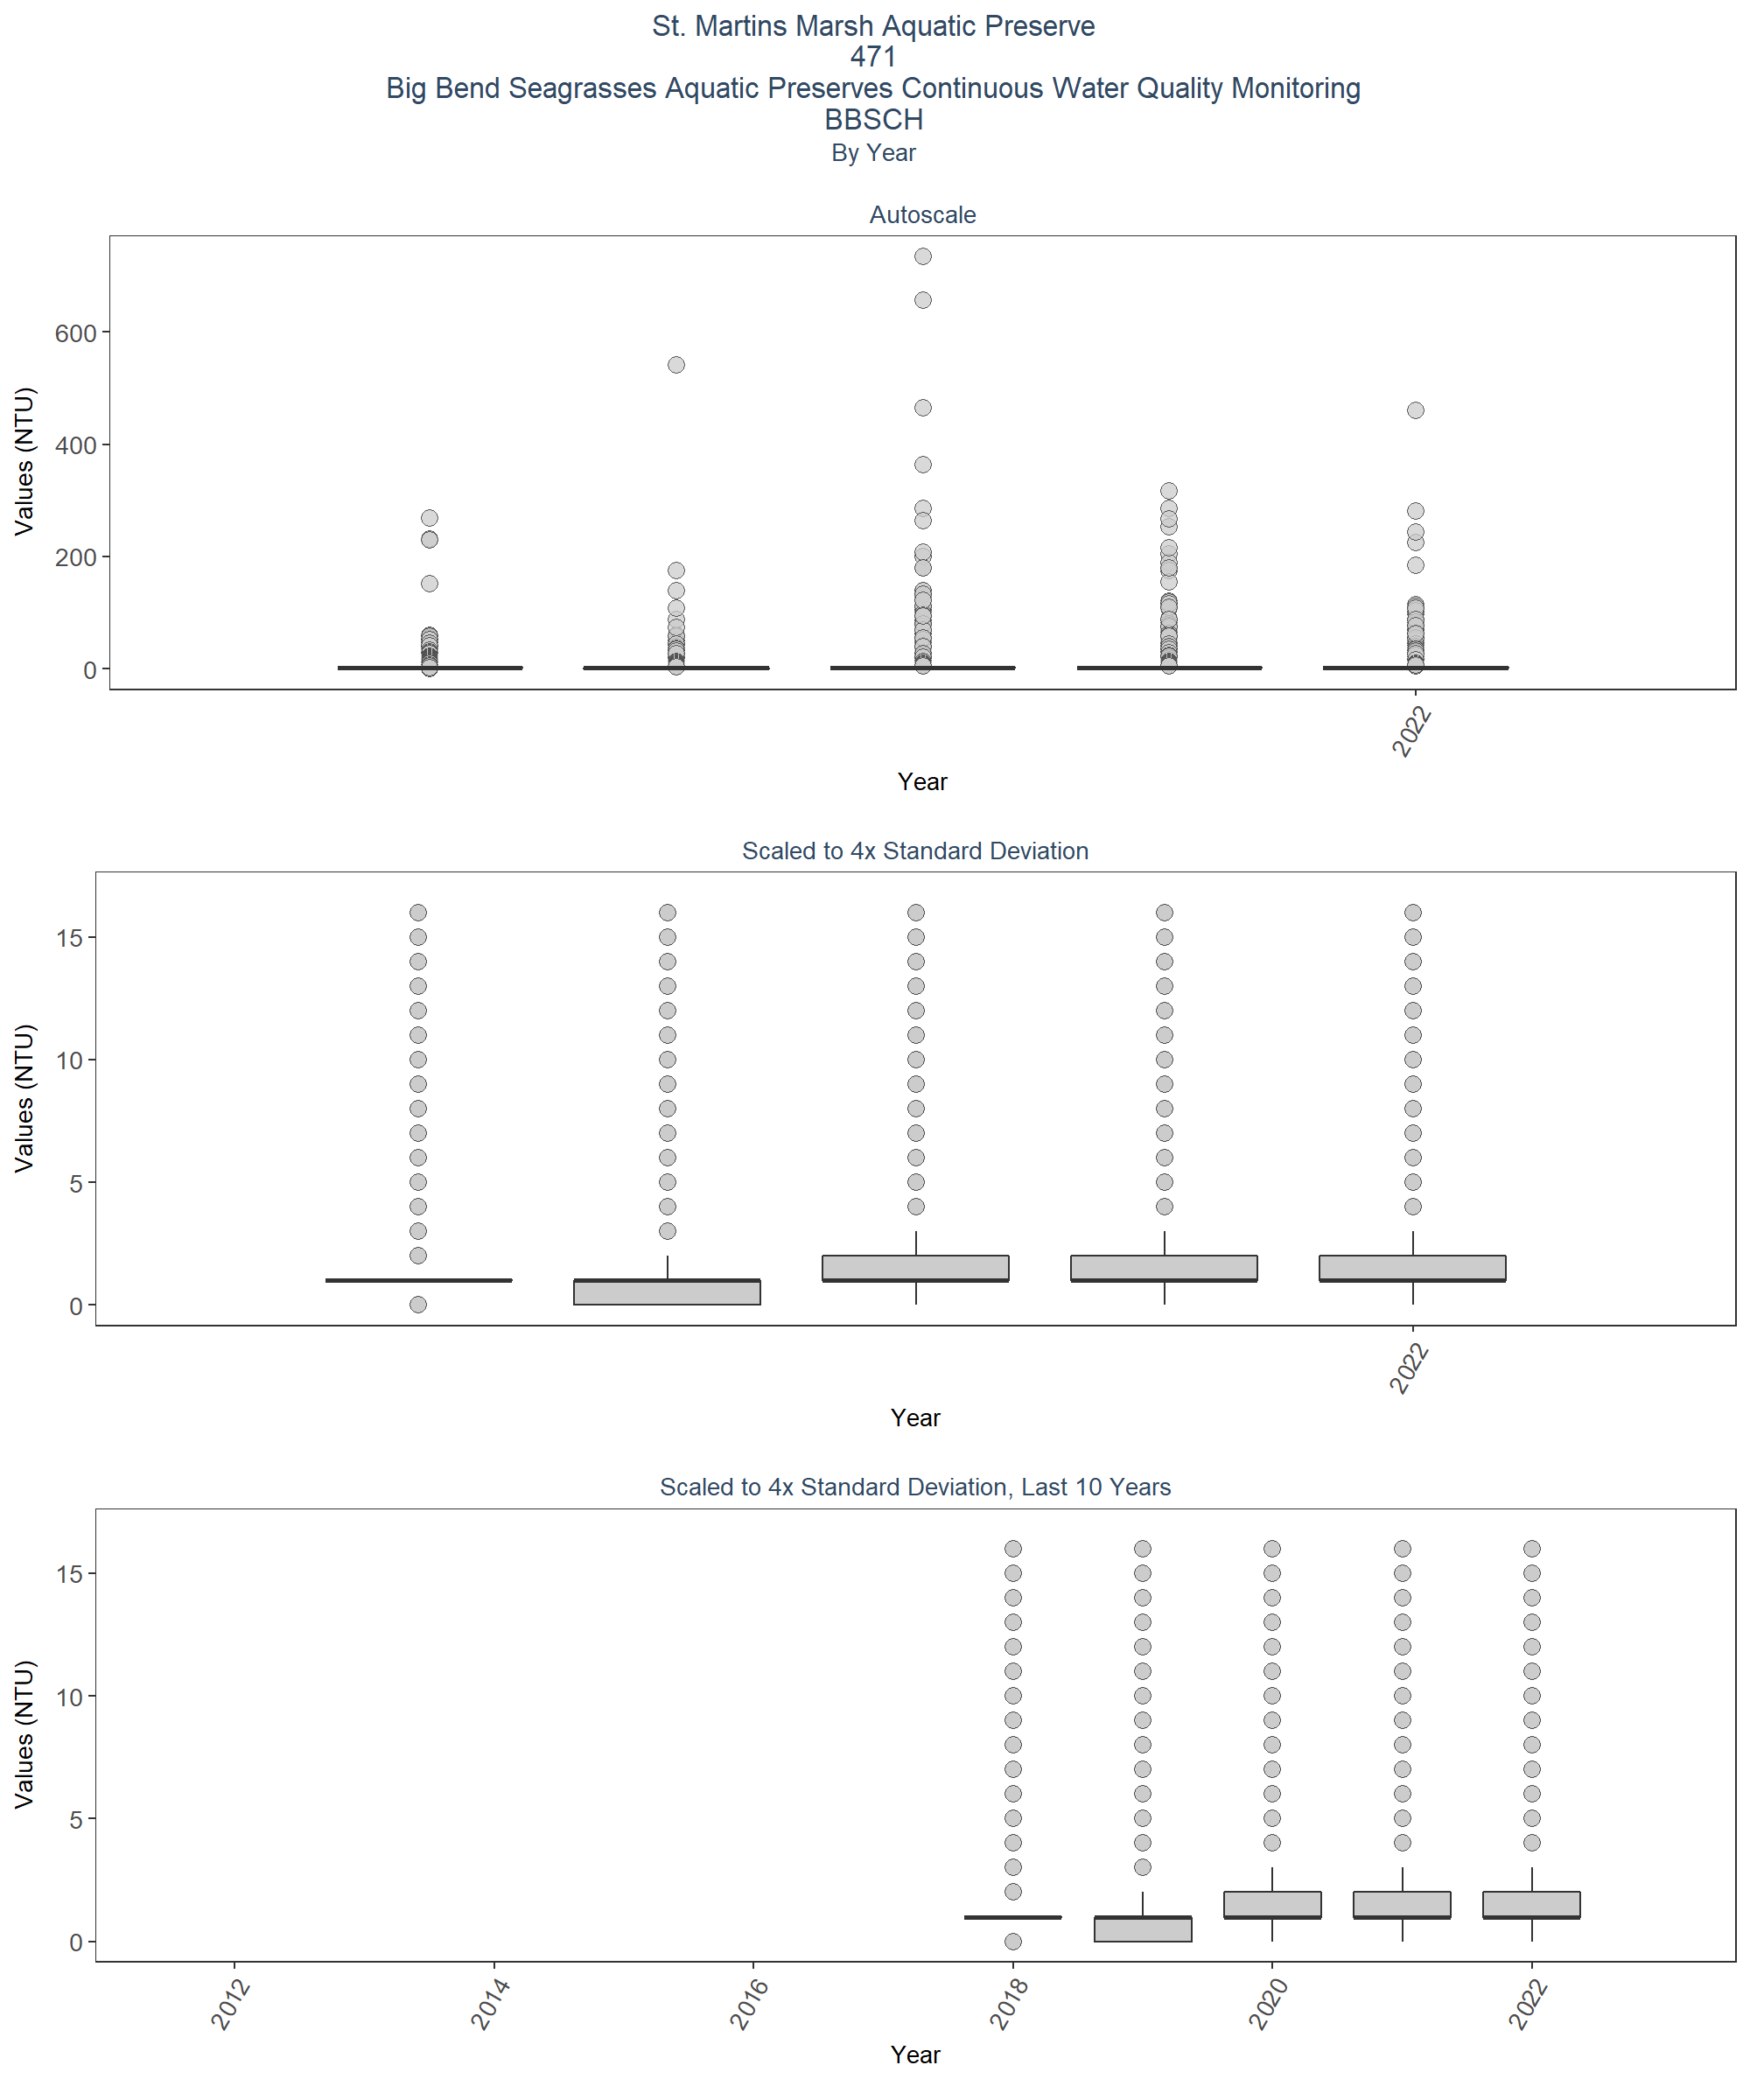 St. Martins Marsh Aquatic Preserve
471
Big Bend Seagrasses Aquatic Preserves Continuous Water Quality Monitoring
BBSCH
By Year
Autoscale
Values (NTU)
600
400
200
0
2022
Year
Scaled to 4x Standard Deviation
Values (NTU)
15
10
5
0
2022
Year
Scaled to 4x Standard Deviation, Last 10 Years
Values (NTU)
15
10
5
0
2012
2014
2016
2018
2020
2022
Year